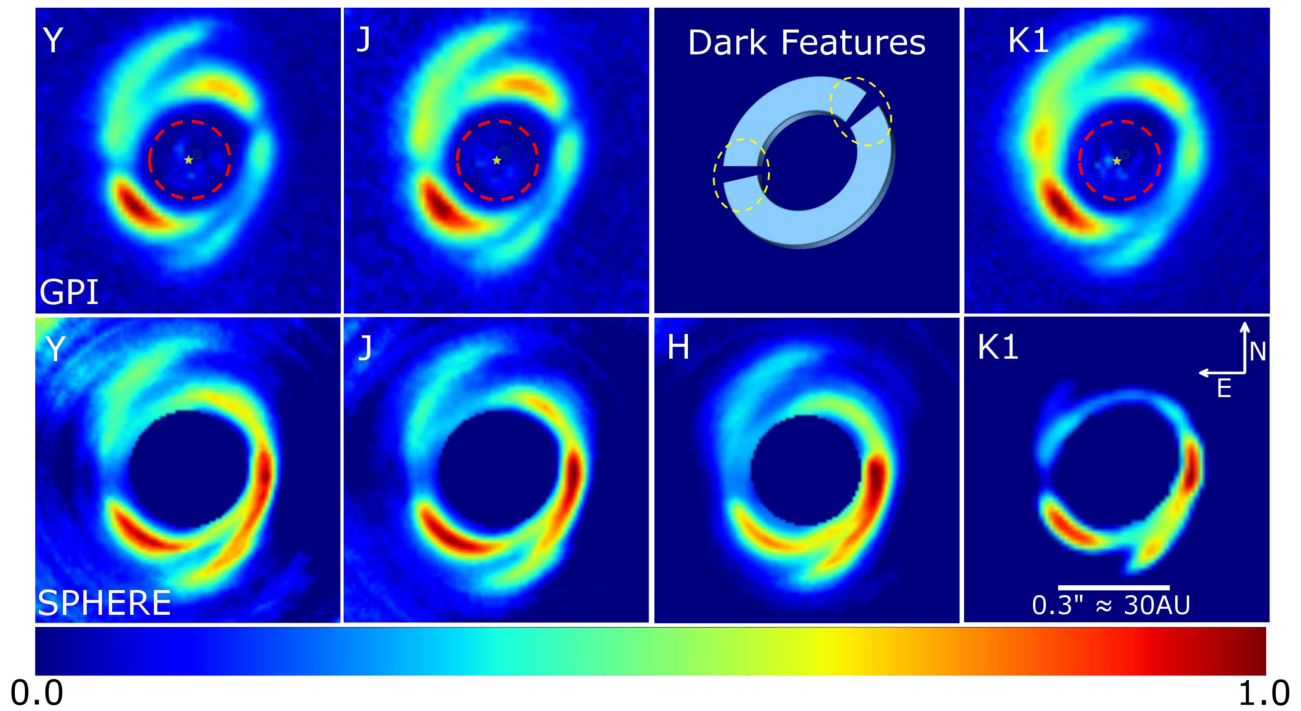 Y
J
Dark Features
K1
GPI
Y
J
H
K1
N
E
SPHERE
0.3" ≈ 30AU
0.0
1.0